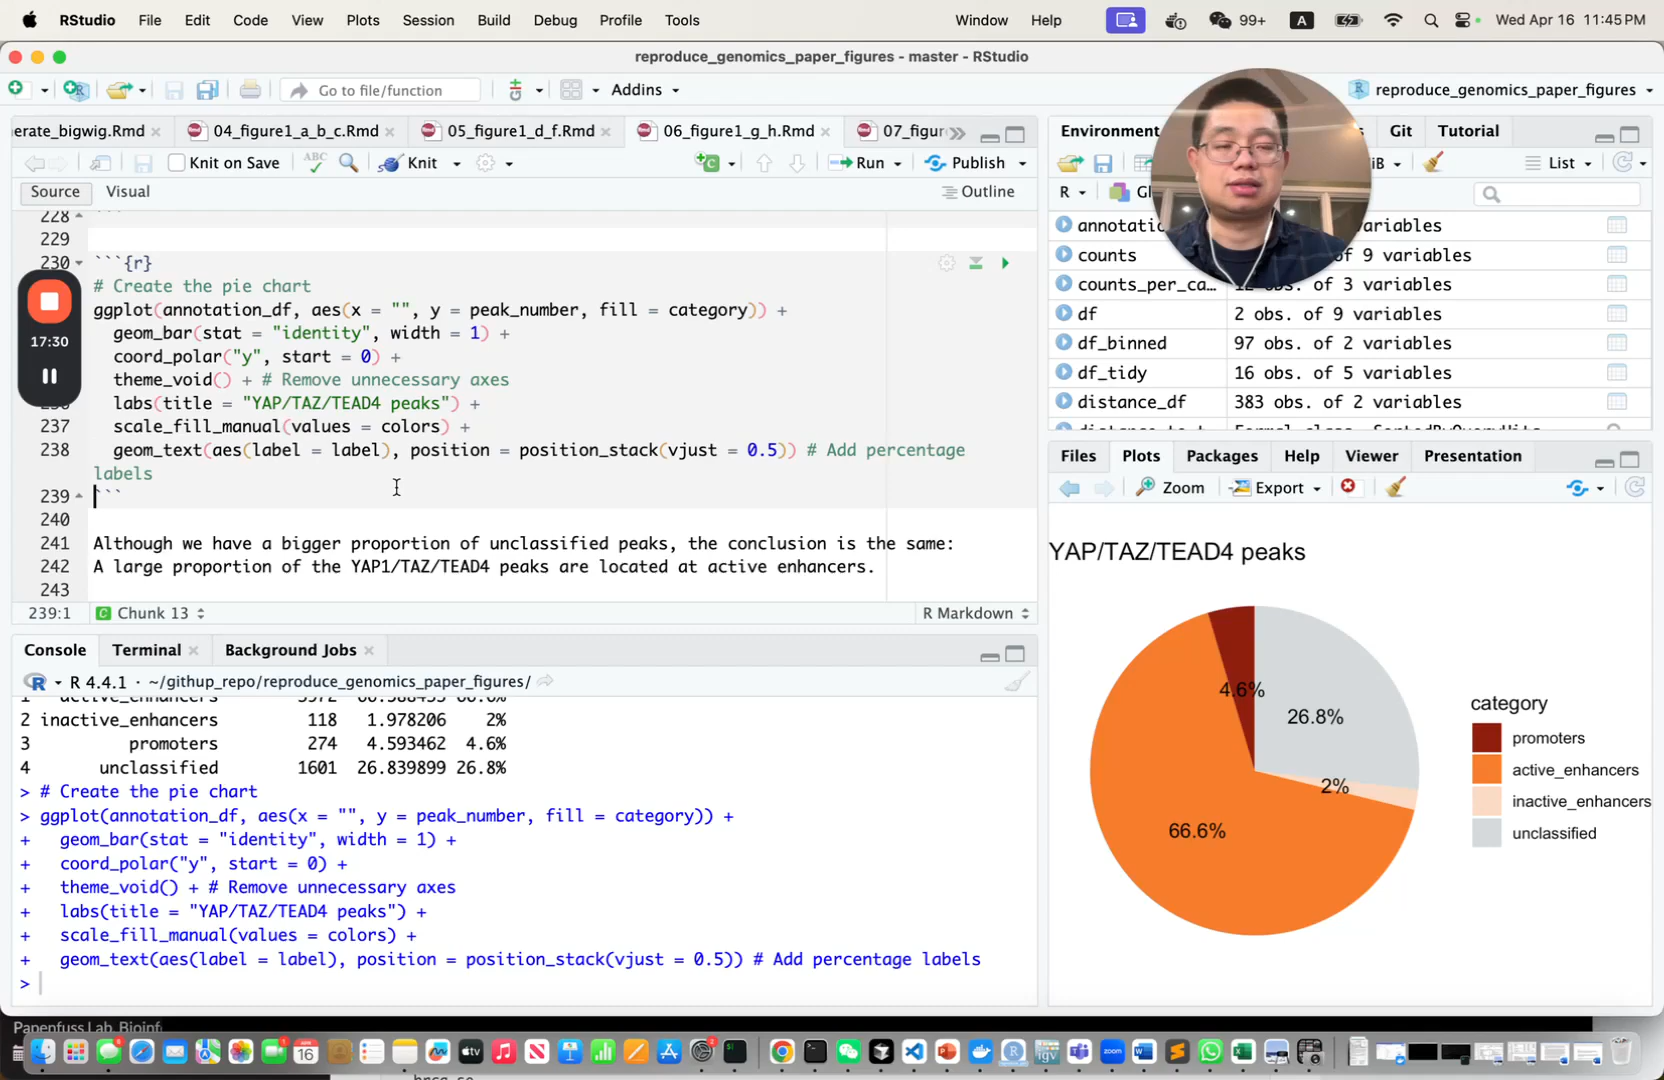 RStudio File Edit Code View Plots Session Build Debug Profile Tools Window Help 99+ A Wed Apr 16 11:45 PM
reproduce_genomics_paper_figures - master - RStudio
Go to file/function Addins reproduce_genomics_paper_figures
erate_bigwig.Rmd 04_figure1_a_b_c.Rmd 05_figure1_d_f.Rmd 06_figure1_g_h.Rmd 07_figur
Knit on Save ABC Knit Run Publish
Source Visual Outline
228 ```
229
230 ```{r}
# Create the pie chart
ggplot(annotation_df, aes(x = "", y = peak_number, fill = category)) +
geom_bar(stat = "identity", width = 1) +
coord_polar("y", start = 0) +
theme_void() + # Remove unnecessary axes
labs(title = "YAP/TAZ/TEAD4 peaks") +
237 scale_fill_manual(values = colors) +
238 geom_text(aes(label = label), position = position_stack(vjust = 0.5)) # Add percentage
labels
239 ```
240
241 Although we have a bigger proportion of unclassified peaks, the conclusion is the same:
242 A large proportion of the YAP1/TAZ/TEAD4 peaks are located at active enhancers.
243
239:1 Chunk 13 R Markdown
17:30
Console Terminal Background Jobs
R 4.4.1 · ~/githup_repo/reproduce_genomics_paper_figures/
2 inactive_enhancers 118 1.978206 2%
3 promoters 274 4.593462 4.6%
4 unclassified 1601 26.839899 26.8%
> # Create the pie chart
> ggplot(annotation_df, aes(x = "", y = peak_number, fill = category)) +
+ geom_bar(stat = "identity", width = 1) +
+ coord_polar("y", start = 0) +
+ theme_void() + # Remove unnecessary axes
+ labs(title = "YAP/TAZ/TEAD4 peaks") +
+ scale_fill_manual(values = colors) +
+ geom_text(aes(label = label), position = position_stack(vjust = 0.5)) # Add percentage labels
>
Environment Git Tutorial
iB List
R Gl
annotatio ariables
counts of 9 variables
counts_per_ca… 12 obs. of 3 variables
df 2 obs. of 9 variables
df_binned 97 obs. of 2 variables
df_tidy 16 obs. of 5 variables
distance_df 383 obs. of 2 variables
Files Plots Packages Help Viewer Presentation
Zoom Export
YAP/TAZ/TEAD4 peaks
4.6%
26.8%
2%
66.6%
category
promoters
active_enhancers
inactive_enhancers
unclassified
Papenfuss Lab, Bioinf